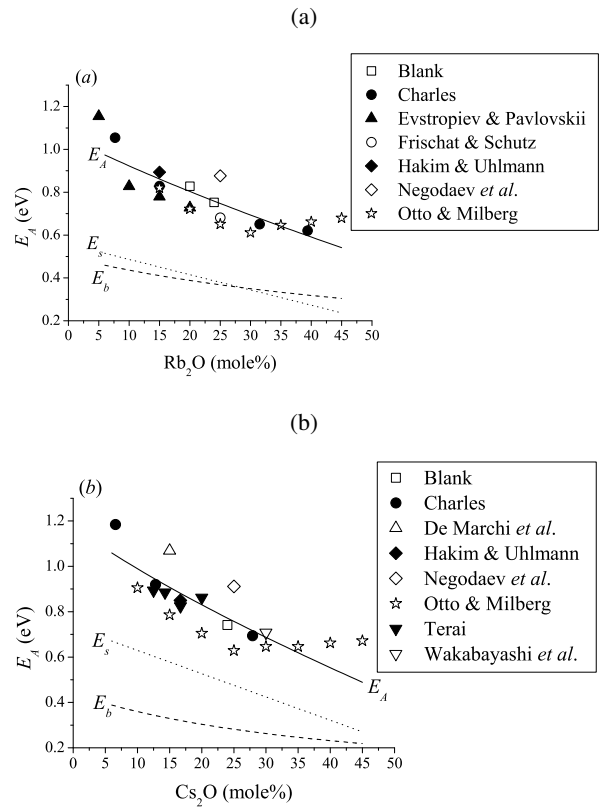 (a)
(a)
Blank
Charles
Evstropiev & Pavlovskii
Frischat & Schutz
Hakim & Uhlmann
Negodaev et al.
Otto & Milberg
1.2
1.0
0.8
0.6
0.4
0.2
E_A (eV)
E_A
E_s
E_b
0 5 10 15 20 25 30 35 40 45 50
Rb₂O (mole%)
(b)
(b)
Blank
Charles
De Marchi et al.
Hakim & Uhlmann
Negodaev et al.
Otto & Milberg
Terai
Wakabayashi et al.
1.2
1.0
0.8
0.6
0.4
0.2
E_A (eV)
E_s
E_b
E_A
0 5 10 15 20 25 30 35 40 45 50
Cs₂O (mole%)